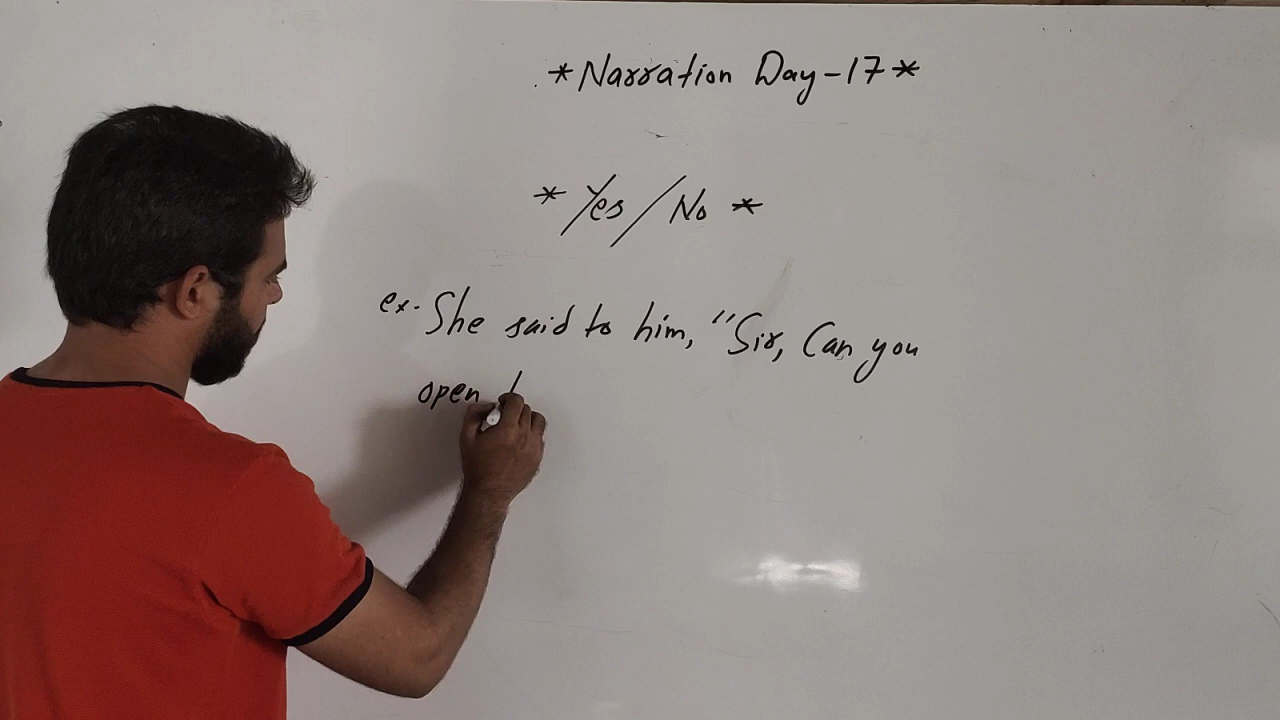 *Narration Day-17*
* Yes/No *
ex. She said to him, "Sir, Can you
open